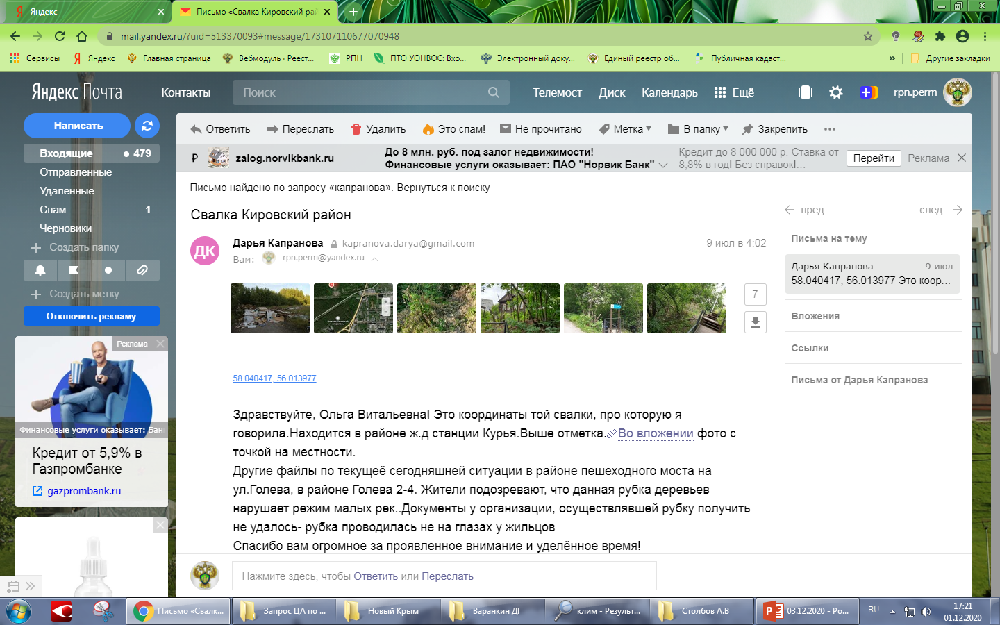 Яндекс
Письмо «Свалка Кировский рай
mail.yandex.ru/?uid=513370093#message/173107110677070948
Сервисы
Яндекс
Главная страница
Вебмодуль · Реест...
РПН
ПТО УОНВОС: Вхо...
Электронный доку...
Единый реестр об...
Публичная кадаст...
»
Другие закладки
Яндекс Почта
Контакты
Поиск
Телемост
Диск
Календарь
Ещё
rpn.perm
Написать
Входящие 479
Отправленные
Удалённые
Спам 1
Черновики
Создать папку
Создать метку
Отключить рекламу
Реклама
Финансовые услуги оказывает: Бан
Кредит от 5,9% в
Газпромбанке
gazprombank.ru
Ответить
Переслать
Удалить
Это спам!
Не прочитано
Метка
В папку
Закрепить
₽ zalog.norvikbank.ru
До 8 млн. руб. под залог недвижимости!
Финансовые услуги оказывает: ПАО "Норвик Банк"
Кредит до 8 000 000 р. Ставка от
8,8% в год! Без справок!...
Перейти
Реклама
Письмо найдено по запросу «капранова». Вернуться к поиску
Свалка Кировский район
ДК
Дарья Капранова kapranova.darya@gmail.com
9 июл в 4:02
Вам: rpn.perm@yandex.ru
7
58.040417, 56.013977
Здравствуйте, Ольга Витальевна! Это координаты той свалки, про которую я
говорила.Находится в районе ж.д станции Курья.Выше отметка. Во вложении фото с
точкой на местности.
Другие файлы по текущеё сегодняшней ситуации в районе пешеходного моста на
ул.Голева, в районе Голева 2-4. Жители подозревают, что данная рубка деревьев
нарушает режим малых рек..Документы у организации, осуществлявшей рубку получить
не удалось- рубка проводилась не на глазах у жильцов
Спасибо вам огромное за проявленное внимание и уделённое время!
Нажмите здесь, чтобы Ответить или Переслать
пред.
след.
Письма на тему
Дарья Капранова 9 июл
58.040417, 56.013977 Это коор...
Вложения
Ссылки
Письма от Дарья Капранова
Письмо «Свалк...
Запрос ЦА по ...
Новый Крым
Варанкин ДГ
клим - Результ...
Столбов А.В
03.12.2020 - Po...
RU
17:21
01.12.2020